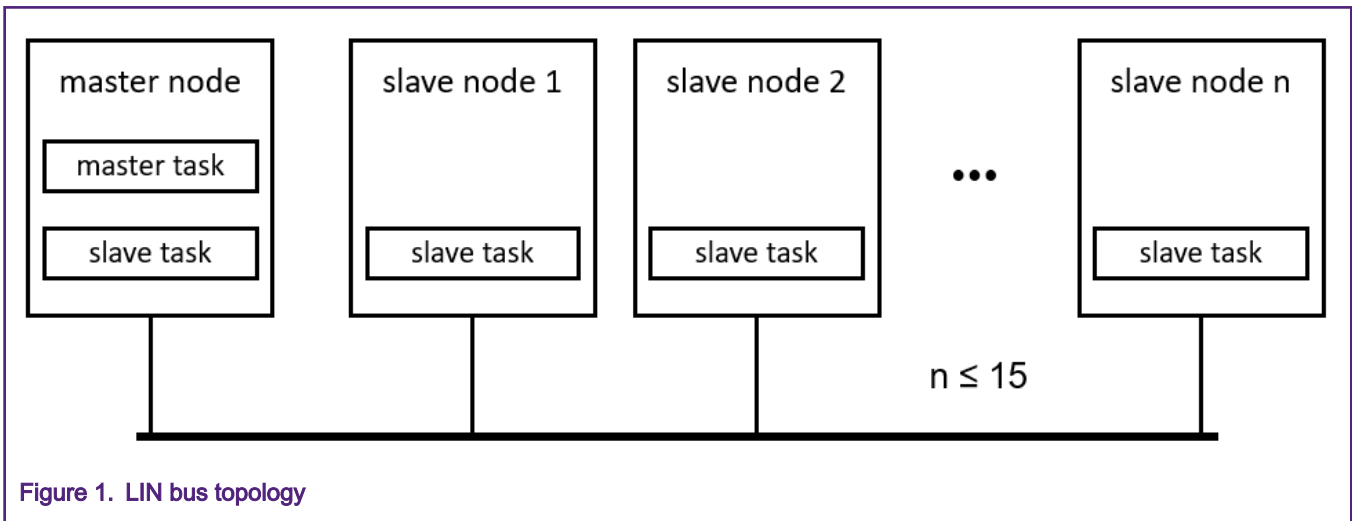 master node
master task
slave task
slave node 1
slave task
slave node 2
slave task
•••
slave node n
slave task
n ≤ 15
Figure 1. LIN bus topology